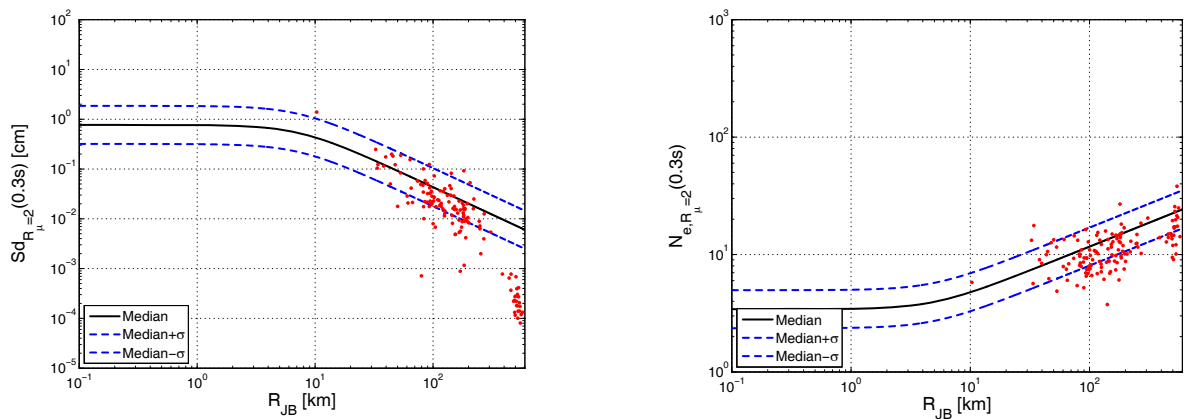 10^2
10^1
10^0
10^-1
10^-2
10^-3
10^-4
10^-5
Sd_{R_μ=2}(0.3s) [cm]
Median
Median+σ
Median−σ
10^-1
10^0
10^1
10^2
R_JB [km]
10^3
10^2
10^1
10^0
N_{e,R_μ=2}(0.3s)
Median
Median+σ
Median−σ
10^-1
10^0
10^1
10^2
R_JB [km]